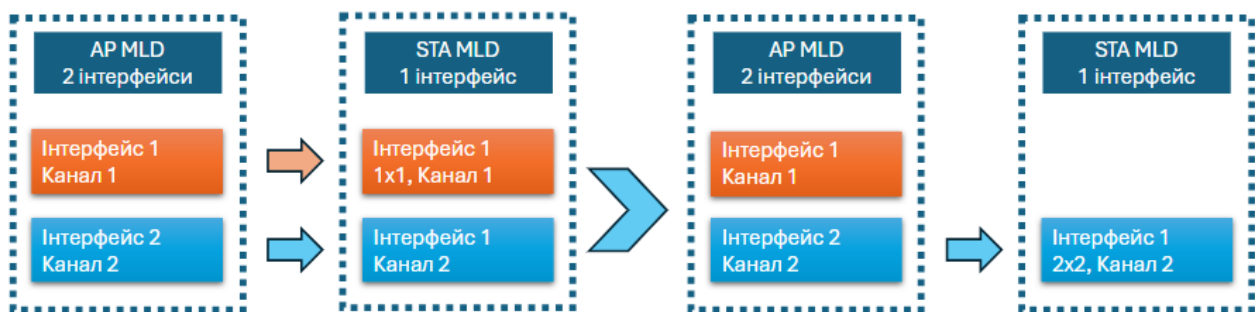 AP MLD
2 інтерфейси
Інтерфейс 1
Канал 1
Інтерфейс 2
Канал 2
STA MLD
1 інтерфейс
Інтерфейс 1
1x1, Канал 1
Інтерфейс 1
Канал 2
AP MLD
2 інтерфейси
Інтерфейс 1
Канал 1
Інтерфейс 2
Канал 2
STA MLD
1 інтерфейс
Інтерфейс 1
2x2, Канал 2